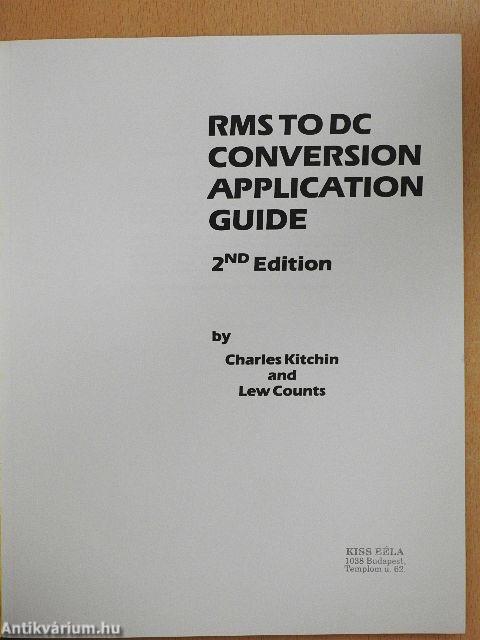 RMS TO DC
CONVERSION
APPLICATION
GUIDE
2ND Edition
by
Charles Kitchin
and
Lew Counts
KISS BÉLA
1038 Budapest,
Templom u. 62.
Antikvárium.hu